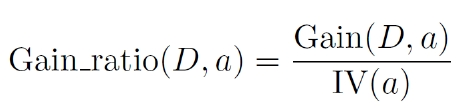 Gain_ratio(D, a) = Gain(D, a) / IV(a)